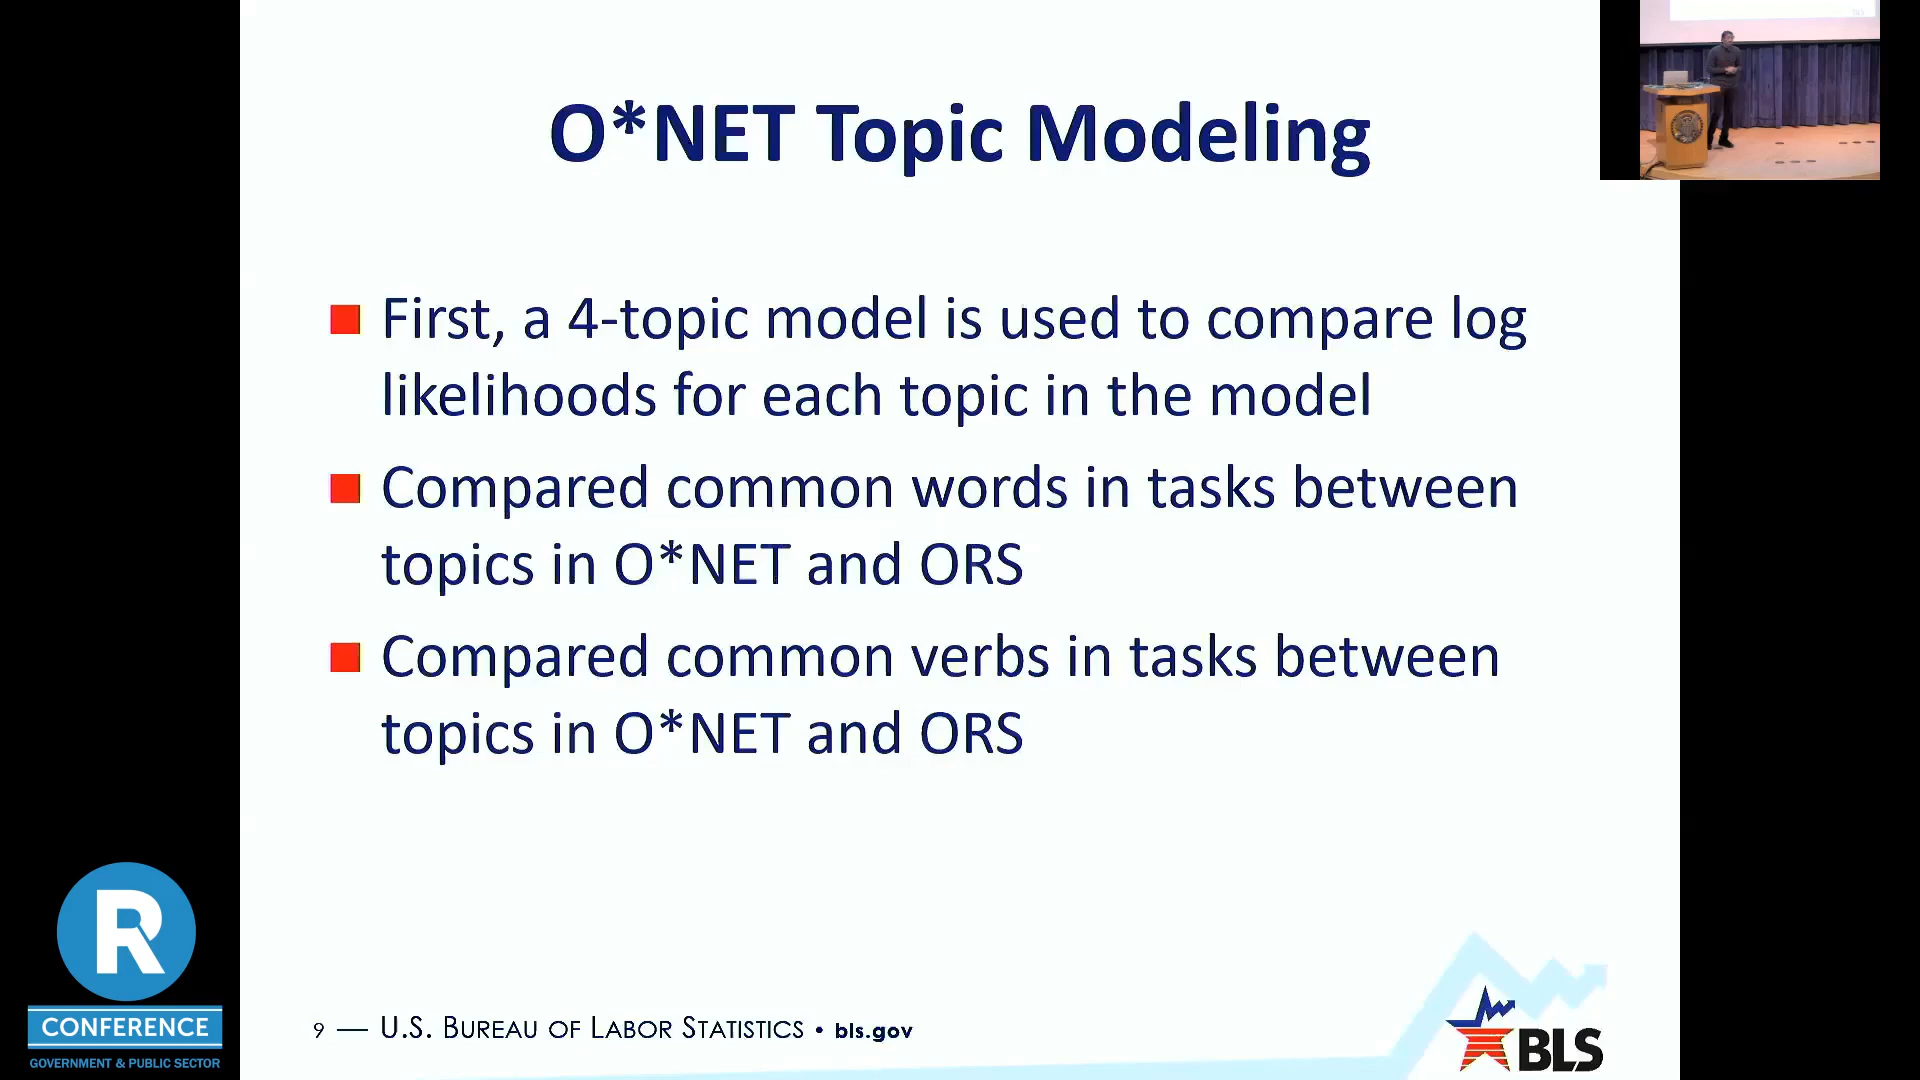 O*NET Topic Modeling
First, a 4-topic model is used to compare log
likelihoods for each topic in the model
Compared common words in tasks between
topics in O*NET and ORS
Compared common verbs in tasks between
topics in O*NET and ORS
9 — U.S. BUREAU OF LABOR STATISTICS • bls.gov
BLS
R
CONFERENCE
GOVERNMENT & PUBLIC SECTOR